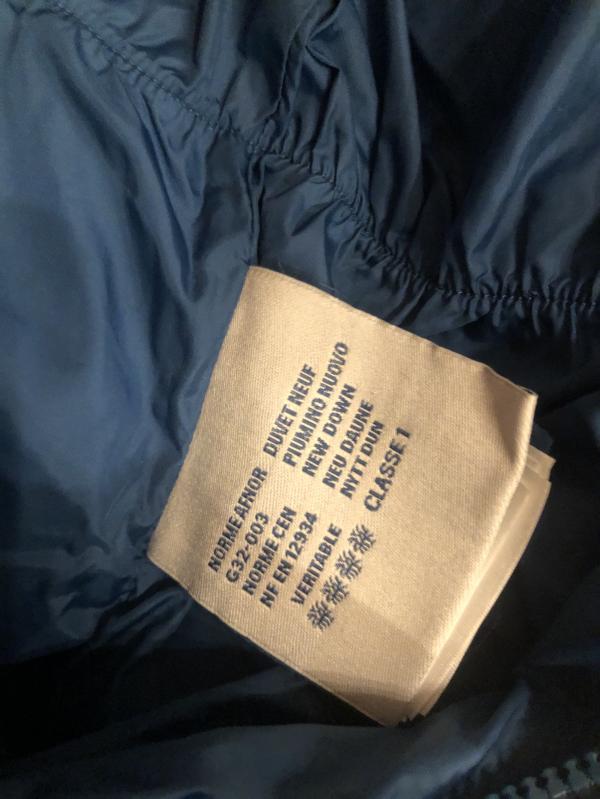 DUVET NEUF
PIUMINO NUOVO
NEW DOWN
NEU DAUNE
NYTT DUN
CLASSE 1
NORME AFNOR
G32-003
NORME CEN
NF EN 12934
VERITABLE